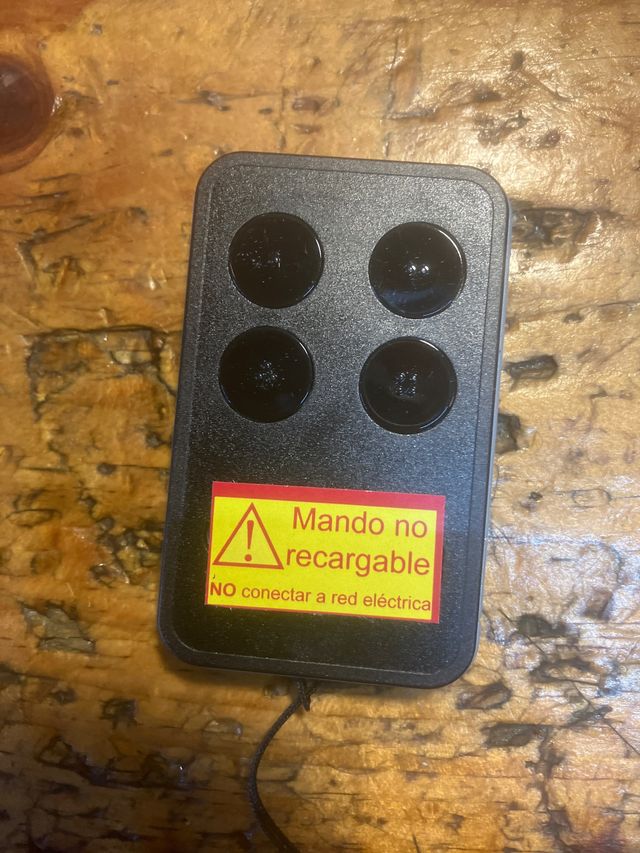 Mando no
recargable
NO conectar a red eléctrica